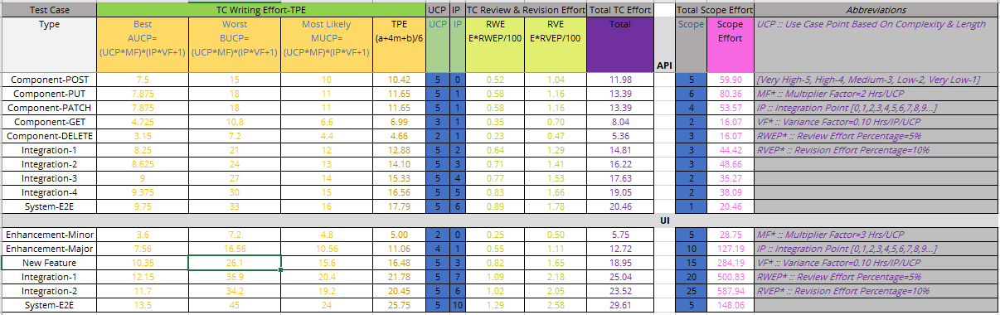 Test Case TC Writing Effort-TPE UCP IP TC Review & Revision Effort Total TC Effort Total Scope Effort Abbreviations
Type Best Worst Most Likely TPE UCP IP RWE RVE Total Scope Scope UCP :: Use Case Point Based On Complexity & Length
AUCP= BUCP= MUCP= (a+4m+b)/6 E*RWEP/100 E*RVEP/100 Effort
(UCP*MF)*(IP*VF+1) (UCP*MF)*(IP*VF+1) (UCP*MF)*(IP*VF+1)
API
Component-POST 7.5 15 10 10.42 5 0 0.52 1.04 11.98 5 59.90 [Very High-5, High-4, Medium-3, Low-2, Very Low-1]
Component-PUT 7.875 18 11 11.65 5 1 0.58 1.16 13.39 6 80.36 MF* :: Multiplier Factor=2 Hrs/UCP
Component-PATCH 7.875 18 11 11.65 5 1 0.58 1.16 13.39 4 53.57 IP :: Integration Point [0,1,2,3,4,5,6,7,8,9...]
Component-GET 4.725 10.8 6.6 6.99 3 1 0.35 0.70 8.04 2 16.07 VF* :: Variance Factor=0.10 Hrs/IP/UCP
Component-DELETE 3.15 7.2 4.4 4.66 2 1 0.23 0.47 5.36 3 16.07 RWEP* :: Review Effort Percentage=5%
Integration-1 8.25 21 12 12.88 5 2 0.64 1.29 14.81 3 44.42 RVEP* :: Revision Effort Percentage=10%
Integration-2 8.625 24 13 14.10 5 3 0.71 1.41 16.22 3 48.66
Integration-3 9 27 14 15.33 5 4 0.77 1.53 17.63 2 35.27
Integration-4 9.375 30 15 16.56 5 5 0.83 1.66 19.05 2 38.09
System-E2E 9.75 33 16 17.79 5 6 0.89 1.78 20.46 1 20.46
UI
Enhancement-Minor 3.6 7.2 4.8 5.00 2 0 0.25 0.50 5.75 5 28.75 MF* :: Multiplier Factor=3 Hrs/UCP
Enhancement-Major 7.56 16.56 10.56 11.06 4 1 0.55 1.11 12.72 10 127.19 IP :: Integration Point [0,1,2,3,4,5,6,7,8,9...]
New Feature 10.35 26.1 15.6 16.48 5 3 0.82 1.65 18.95 15 284.19 VF* :: Variance Factor=0.10 Hrs/IP/UCP
Integration-1 12.15 36.9 20.4 21.78 5 7 1.09 2.18 25.04 20 500.83 RWEP* :: Review Effort Percentage=5%
Integration-2 11.7 34.2 19.2 20.45 5 6 1.02 2.05 23.52 25 587.94 RVEP* :: Revision Effort Percentage=10%
System-E2E 13.5 45 24 25.75 5 10 1.29 2.58 29.61 5 148.06